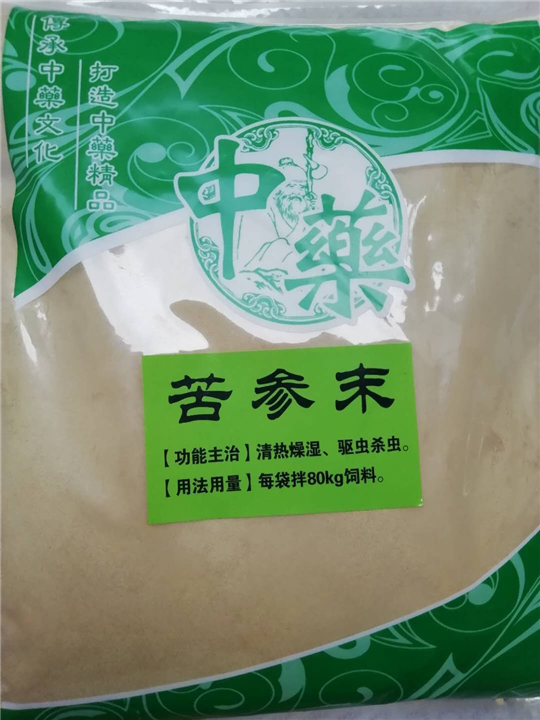 傳承中藥文化
打造中藥精品
中藥
苦参末
【功能主治】清热燥湿、驱虫杀虫。
【用法用量】每袋拌80kg饲料。